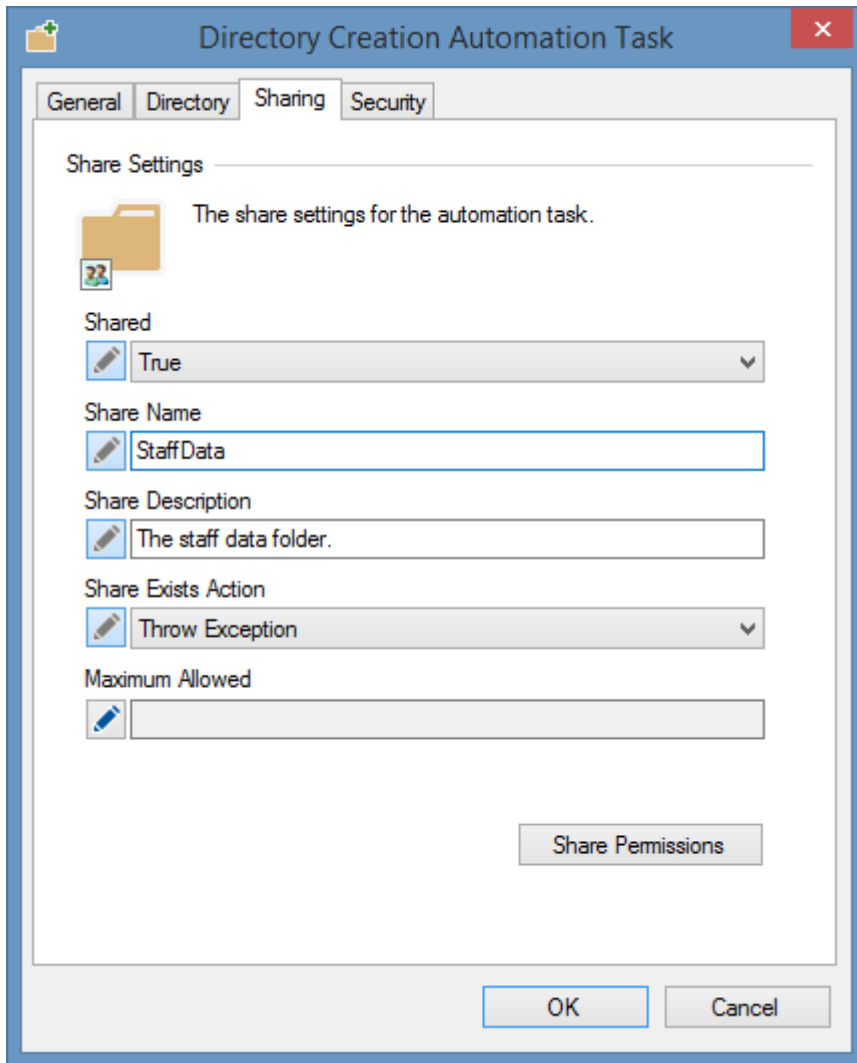 Directory Creation Automation Task
General Directory Sharing Security
Share Settings
The share settings for the automation task.
Shared
True
Share Name
StaffData
Share Description
The staff data folder.
Share Exists Action
Throw Exception
Maximum Allowed
Share Permissions
OK Cancel